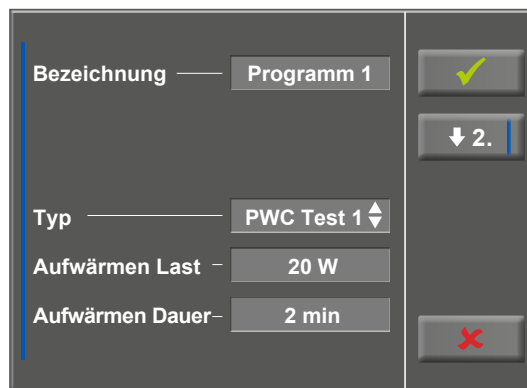 Bezeichnung Programm 1
2.
Typ PWC Test 1
Aufwärmen Last 20 W
Aufwärmen Dauer 2 min